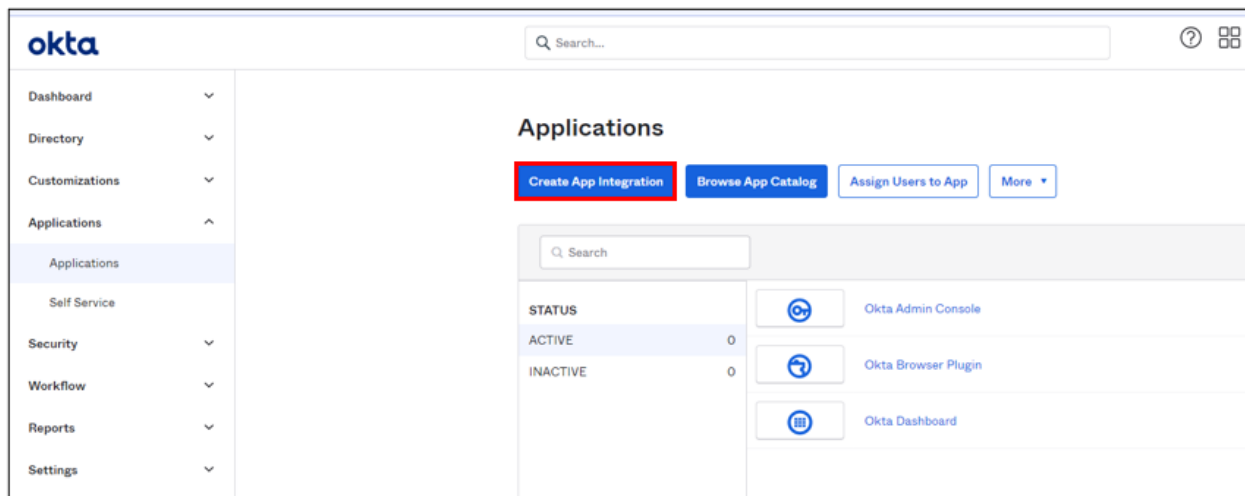 okta
Search...
Dashboard
Directory
Customizations
Applications
Applications
Self Service
Security
Workflow
Reports
Settings
Applications
Create App Integration
Browse App Catalog
Assign Users to App
More
Search
STATUS
ACTIVE 0
INACTIVE 0
Okta Admin Console
Okta Browser Plugin
Okta Dashboard